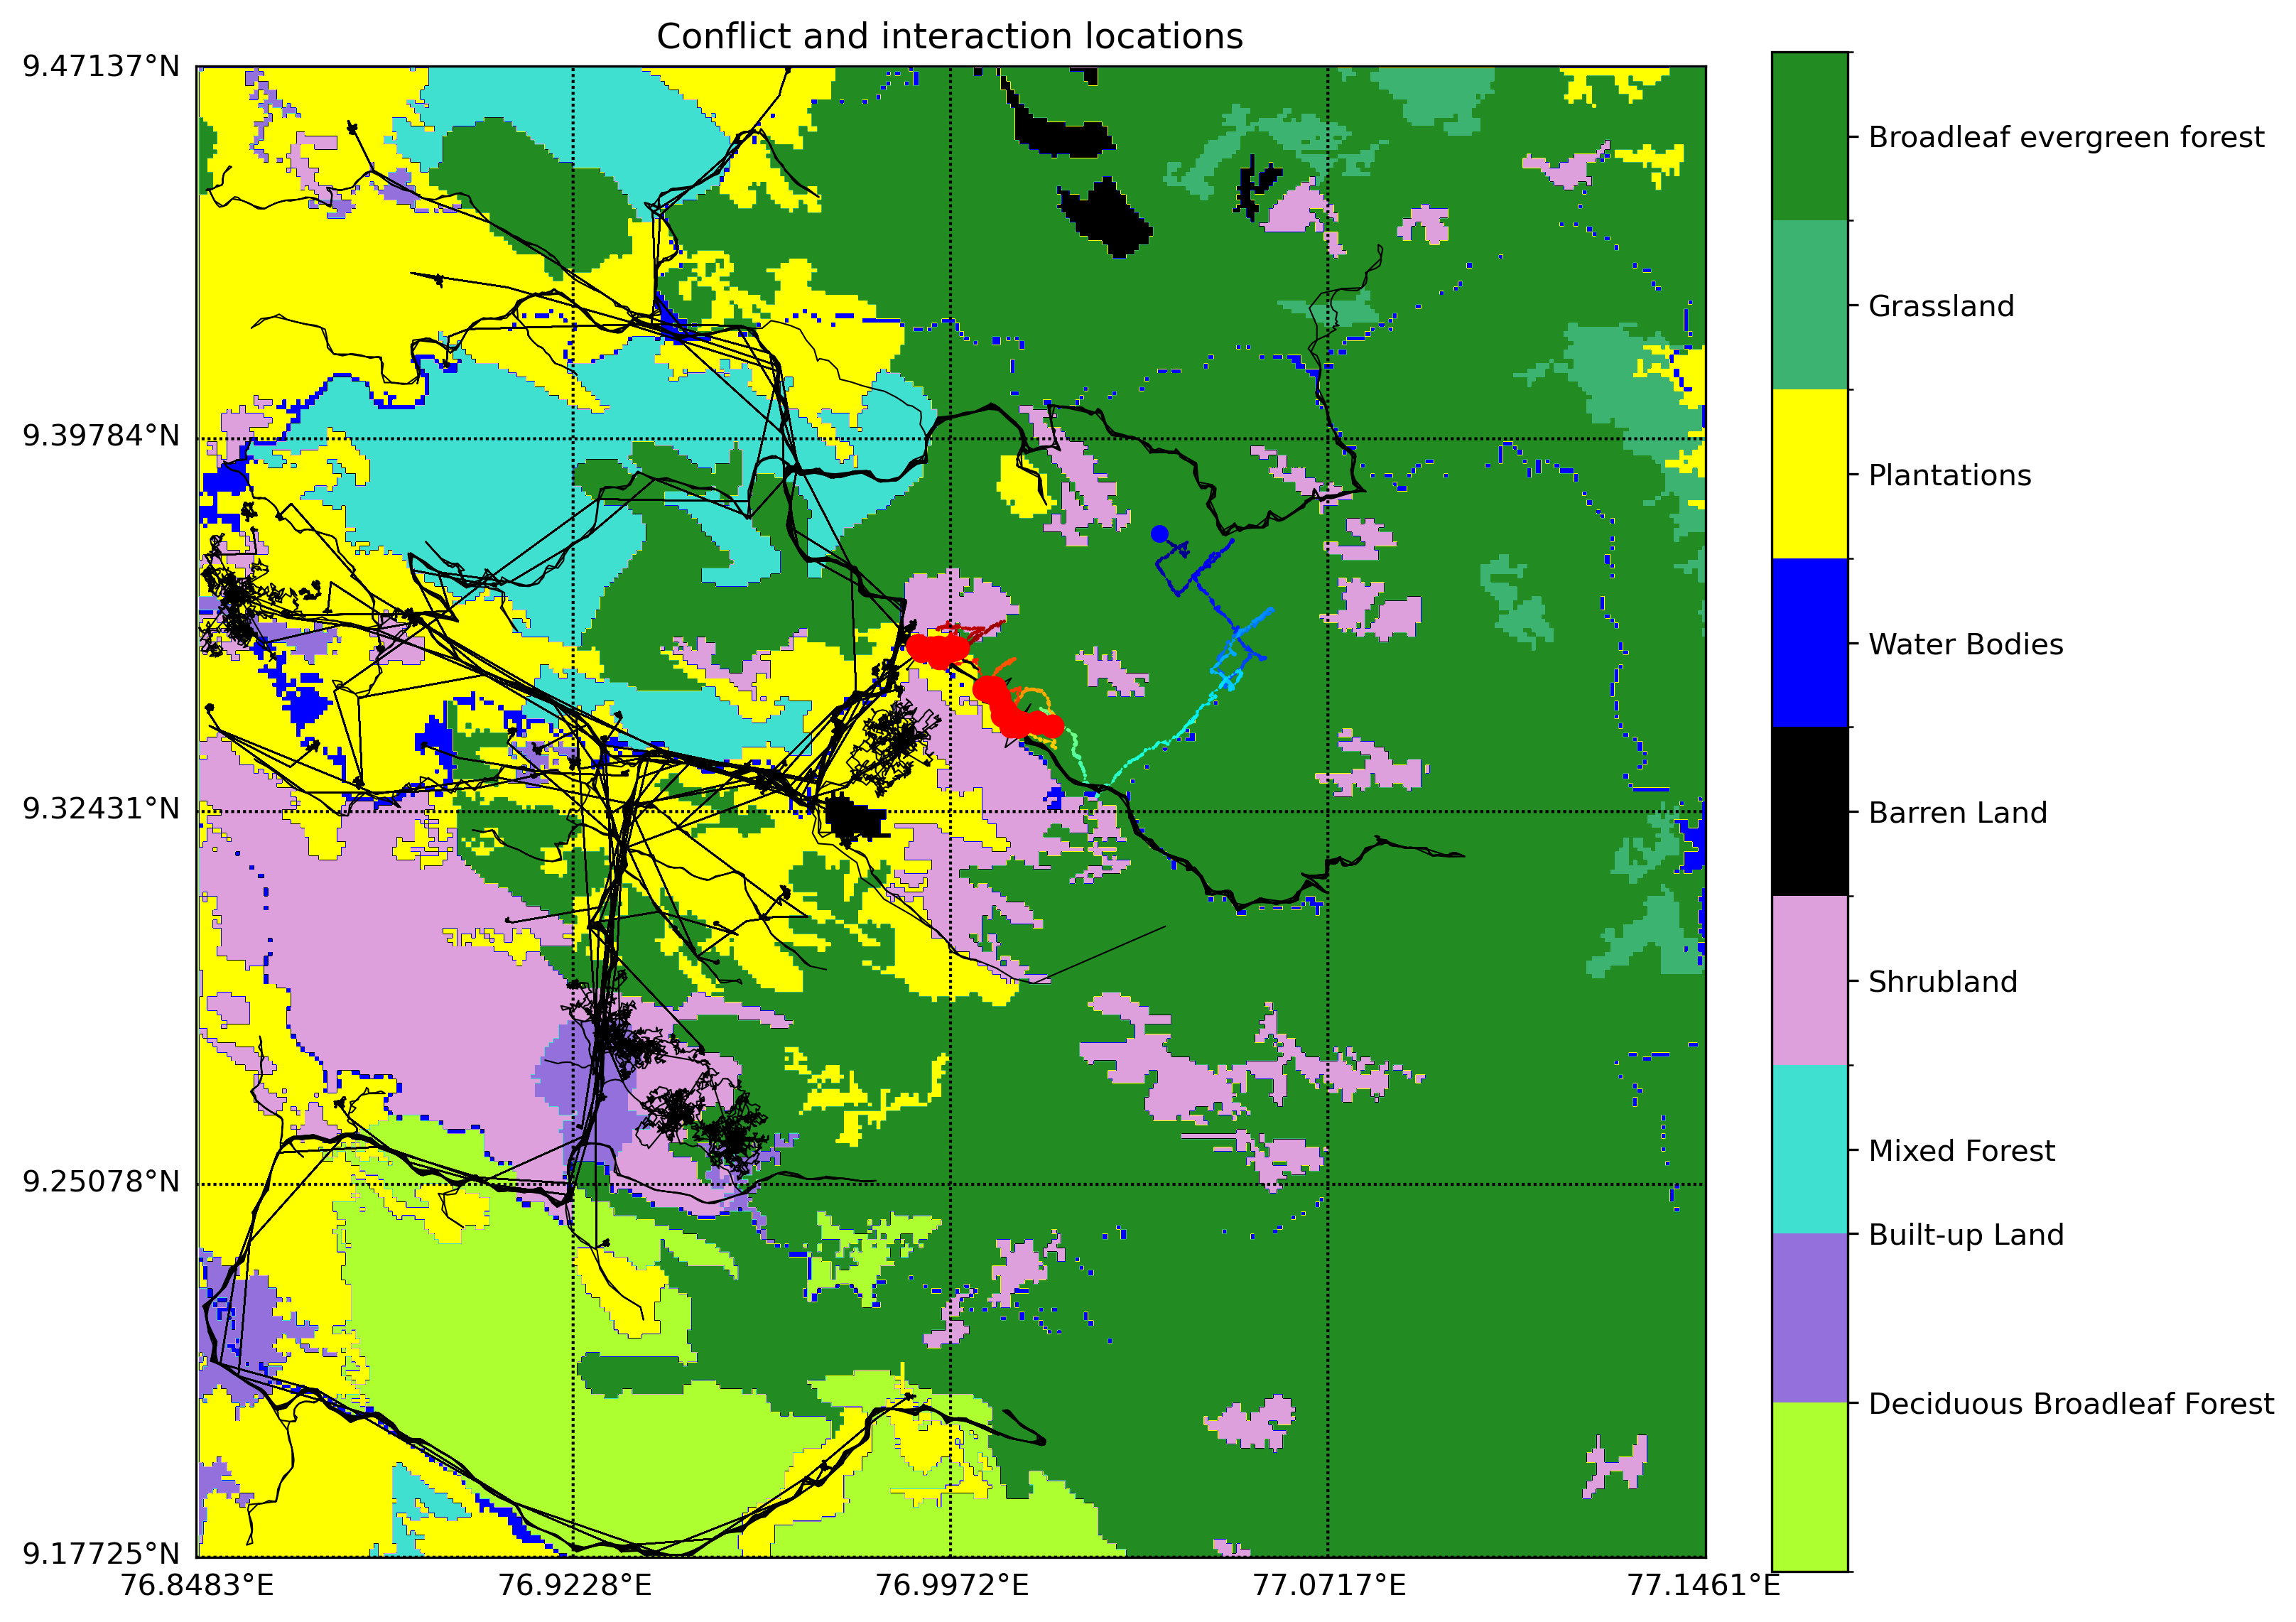 Conflict and interaction locations
9.47137°N
9.39784°N
9.32431°N
9.25078°N
9.17725°N
76.8483°E
76.9228°E
76.9972°E
77.0717°E
77.1461°E
Broadleaf evergreen forest
Grassland
Plantations
Water Bodies
Barren Land
Shrubland
Mixed Forest
Built-up Land
Deciduous Broadleaf Forest